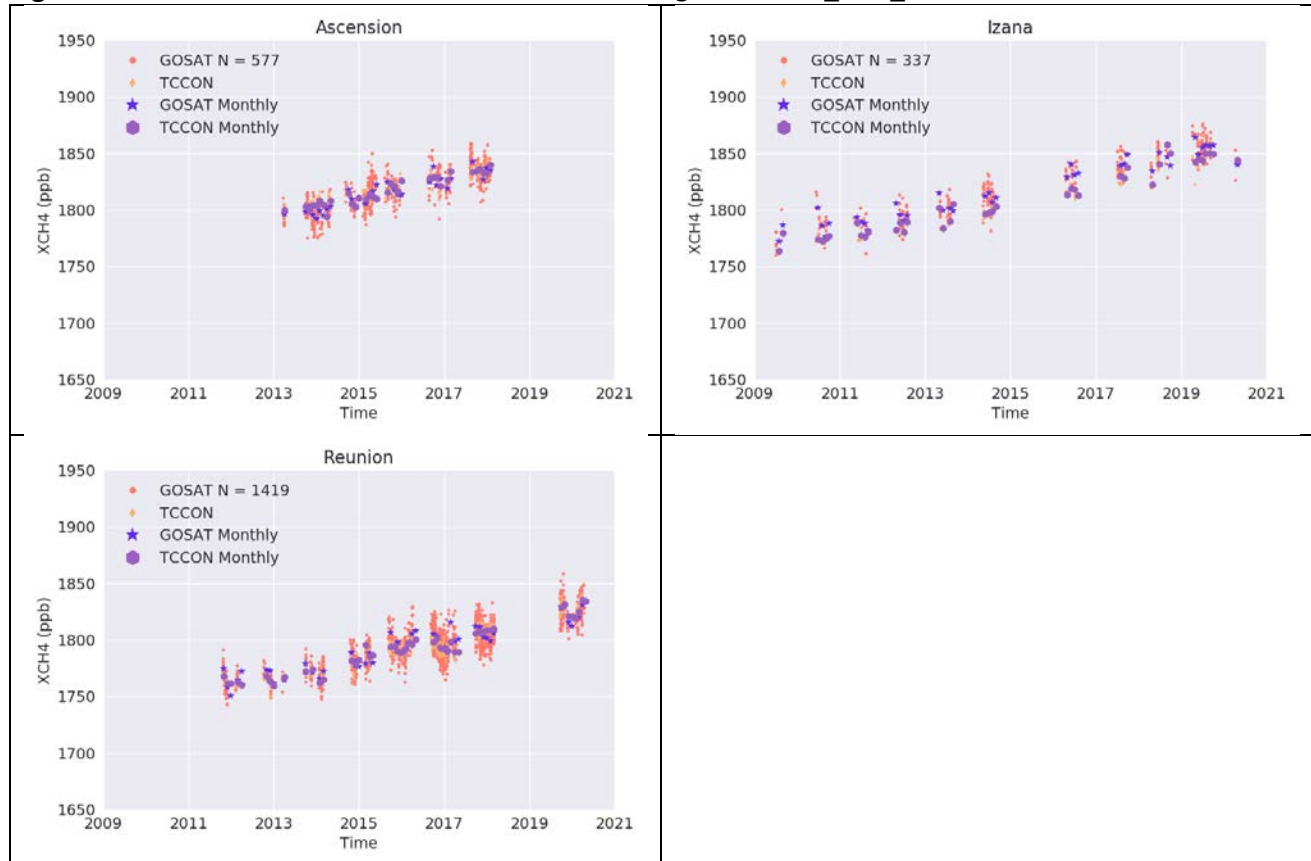 Ascension
1950
1900
1850
1800
1750
1700
1650
XCH4 (ppb)
GOSAT N = 577
TCCON
GOSAT Monthly
TCCON Monthly
2009 2011 2013 2015 2017 2019 2021
Time
Izana
1950
1900
1850
1800
1750
1700
1650
XCH4 (ppb)
GOSAT N = 337
TCCON
GOSAT Monthly
TCCON Monthly
2009 2011 2013 2015 2017 2019 2021
Time
Reunion
1950
1900
1850
1800
1750
1700
1650
XCH4 (ppb)
GOSAT N = 1419
TCCON
GOSAT Monthly
TCCON Monthly
2009 2011 2013 2015 2017 2019 2021
Time